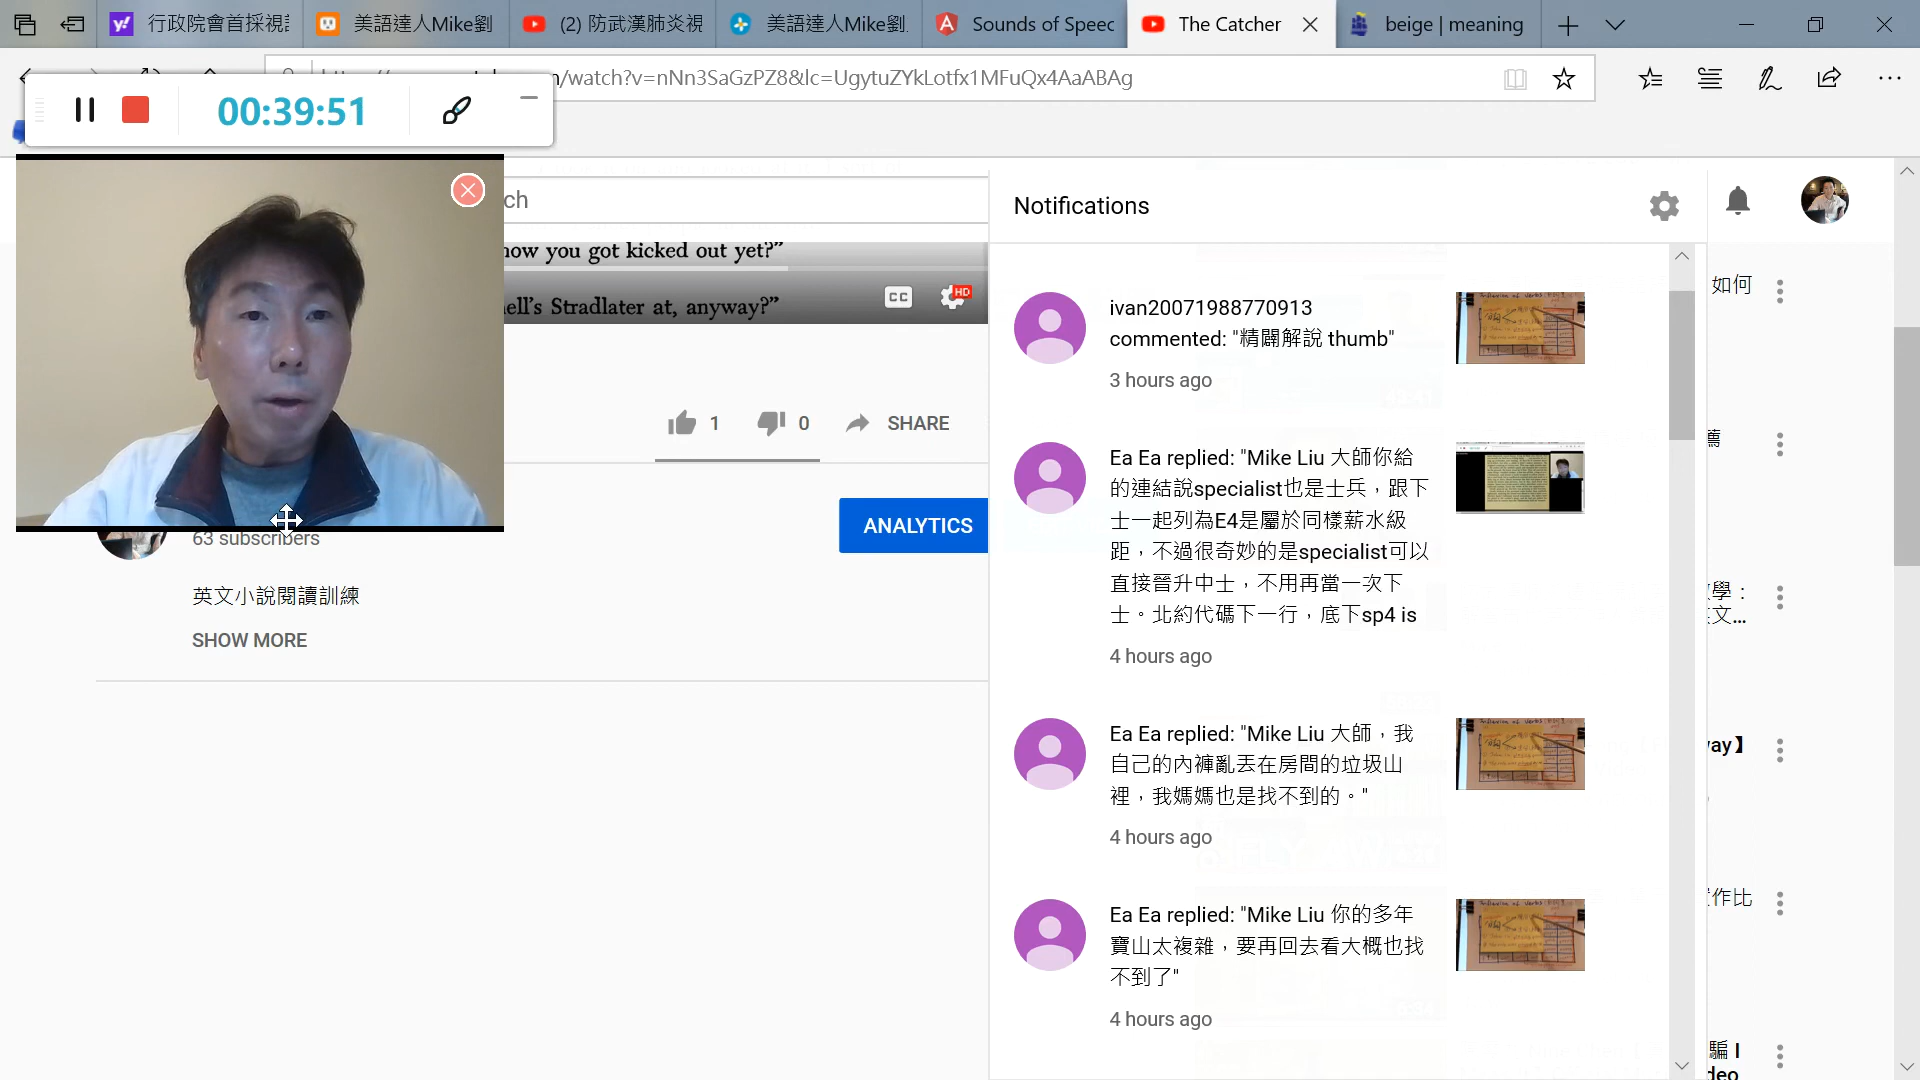 行政院會首採視訊
美語達人Mike劉
(2) 防武漢肺炎視
美語達人Mike劉
Sounds of Speec
The Catcher
beige | meaning
/watch?v=nNn3SaGzPZ8&lc=UgytuZYkLotfx1MFuQx4AaABAg
00:39:51
ch
Notifications
now you got kicked out yet?"
CC
HD
ell's Stradlater at, anyway?"
1
0
SHARE
ANALYTICS
63 subscribers
英文小說閱讀訓練
SHOW MORE
ivan20071988770913
commented: "精闢解說 thumb"
3 hours ago
Ea Ea replied: "Mike Liu 大師你給
的連結說specialist也是士兵，跟下
士一起列為E4是屬於同樣薪水級
距，不過很奇妙的是specialist可以
直接晉升中士，不用再當一次下
士。北約代碼下一行，底下sp4 is
4 hours ago
Ea Ea replied: "Mike Liu 大師，我
自己的內褲亂丟在房間的垃圾山
裡，我媽媽也是找不到的。"
4 hours ago
Ea Ea replied: "Mike Liu 你的多年
寶山太複雜，要再回去看大概也找
不到了"
4 hours ago
如何
薦
學：
文...
way】
作比
騙 I
deo